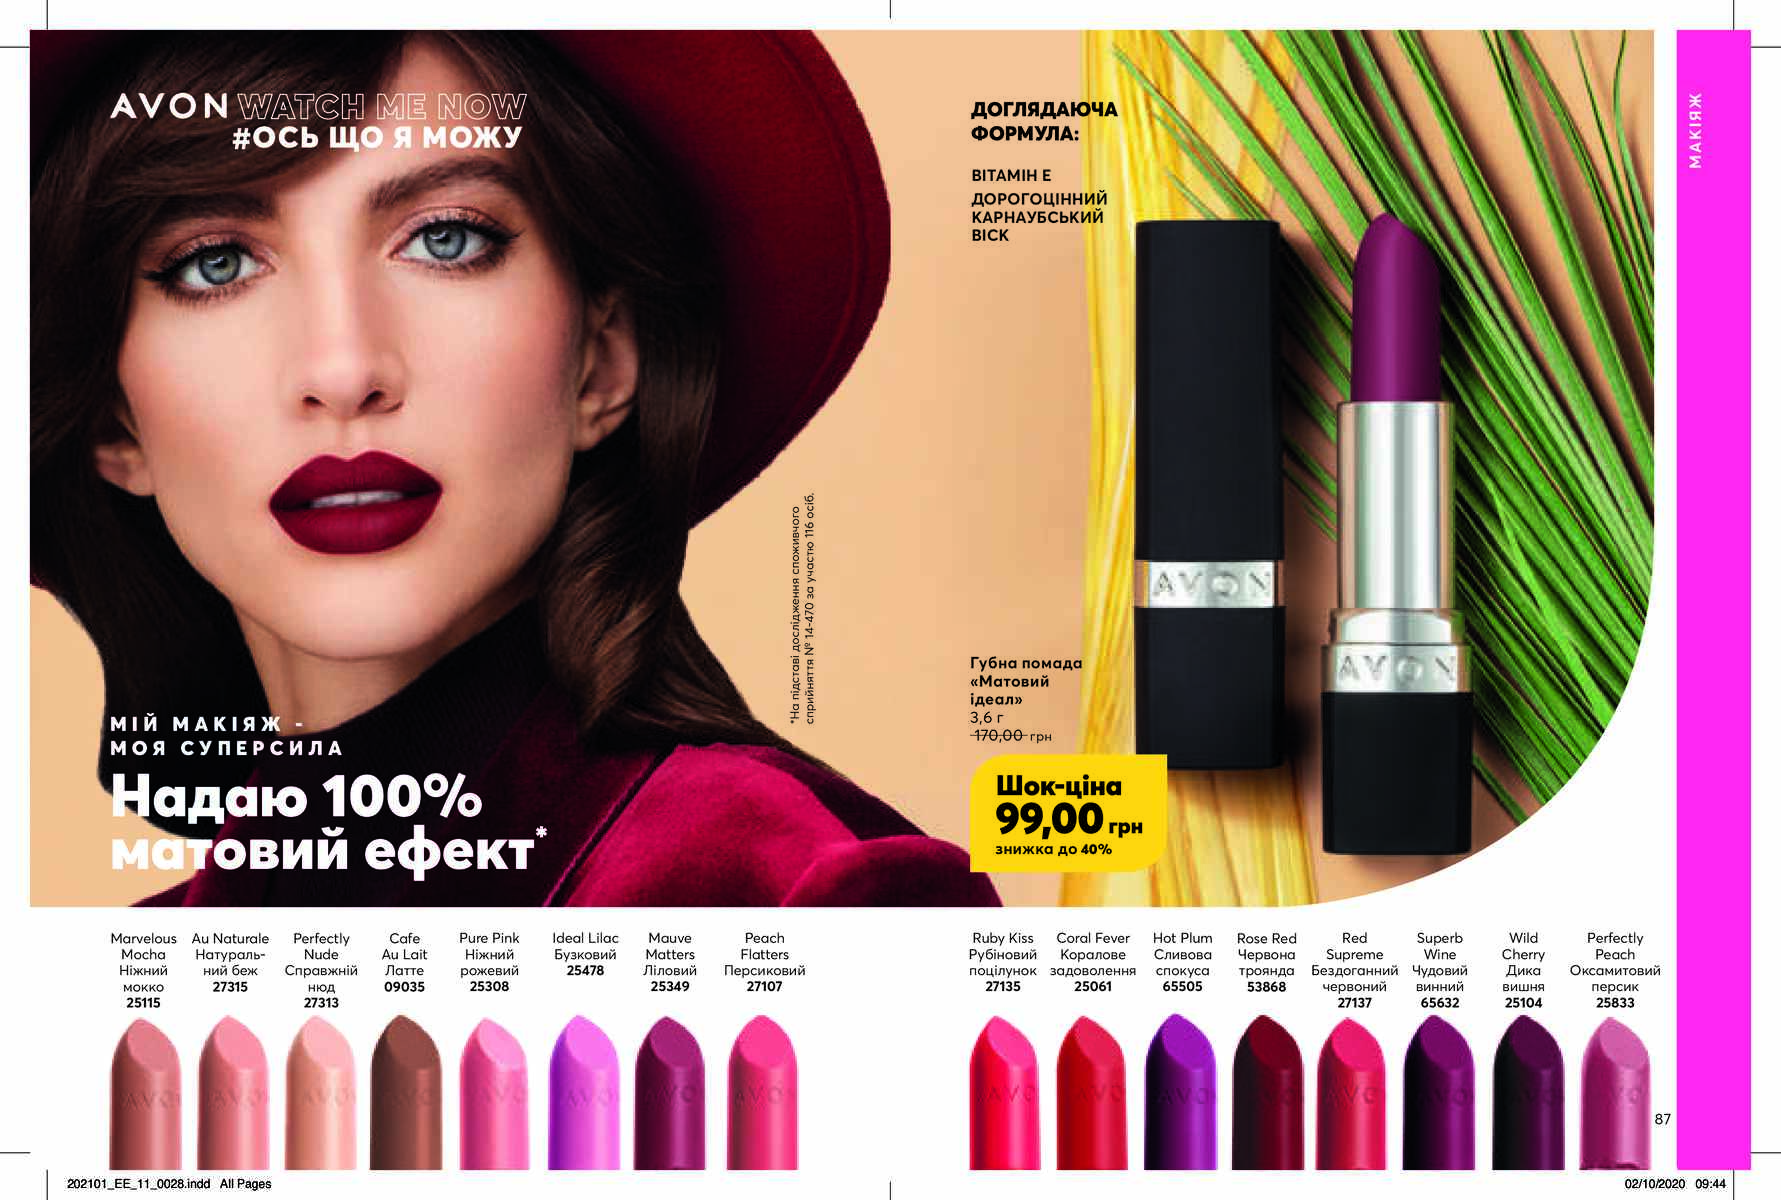 AVON WATCH ME NOW
#ОСЬ ЩО Я МОЖУ
МІЙ МАКІЯЖ -
МОЯ СУПЕРСИЛА
Надаю 100%
матовий ефект*
*На підставі дослідження споживчого
сприйняття № 14-470 за участю 116 осіб.
ДОГЛЯДАЮЧА
ФОРМУЛА:
ВІТАМІН Е
ДОРОГОЦІННИЙ
КАРНАУБСЬКИЙ
ВІСК
AVON
AVON
Губна помада
«Матовий
ідеал»
3,6 г
170,00 грн
Шок-ціна
99,00 грн
знижка до 40%
МАКІЯЖ
Marvelous
Mocha
Ніжний
мокко
25115
Au Naturale
Натураль-
ний беж
27315
Perfectly
Nude
Справжній
нюд
27313
Cafe
Au Lait
Латте
09035
Pure Pink
Ніжний
рожевий
25308
Ideal Lilac
Бузковий
25478
Mauve
Matters
Ліловий
25349
Peach
Flatters
Персиковий
27107
Ruby Kiss
Рубіновий
поцілунок
27135
Coral Fever
Коралове
задоволення
25061
Hot Plum
Сливова
спокуса
65505
Rose Red
Червона
троянда
53868
Red
Supreme
Бездоганний
червоний
27137
Superb
Wine
Чудовий
винний
65632
Wild
Cherry
Дика
вишня
25104
Perfectly
Peach
Оксамитовий
персик
25833
87
202101_EE_11_0028.indd All Pages
02/10/2020 09:44